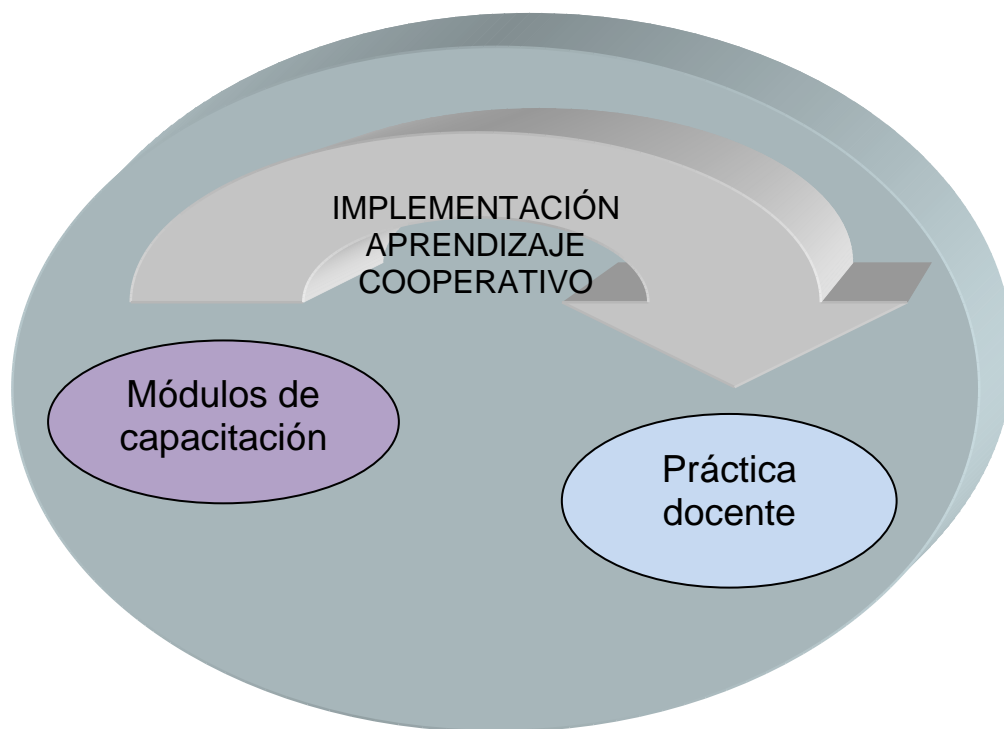 IMPLEMENTACIÓN
APRENDIZAJE
COOPERATIVO
Módulos de
capacitación
Práctica
docente